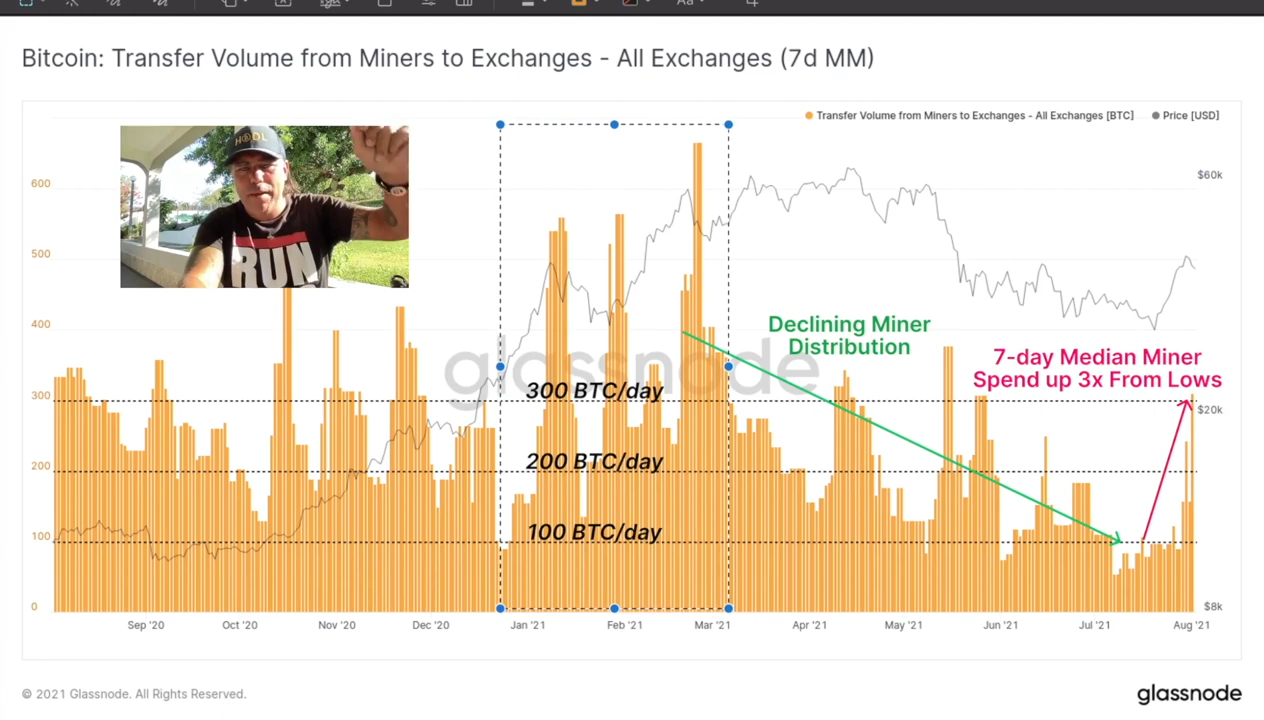 Bitcoin: Transfer Volume from Miners to Exchanges - All Exchanges (7d MM)
Transfer Volume from Miners to Exchanges - All Exchanges [BTC]
Price [USD]
600
500
400
300
200
100
0
$60k
$20k
$8k
HODL
RUN
glassnode
Declining Miner
Distribution
7-day Median Miner
Spend up 3x From Lows
300 BTC/day
200 BTC/day
100 BTC/day
Sep '20
Oct '20
Nov '20
Dec '20
Jan '21
Feb '21
Mar '21
Apr '21
May '21
Jun '21
Jul '21
Aug '21
© 2021 Glassnode. All Rights Reserved.
glassnode